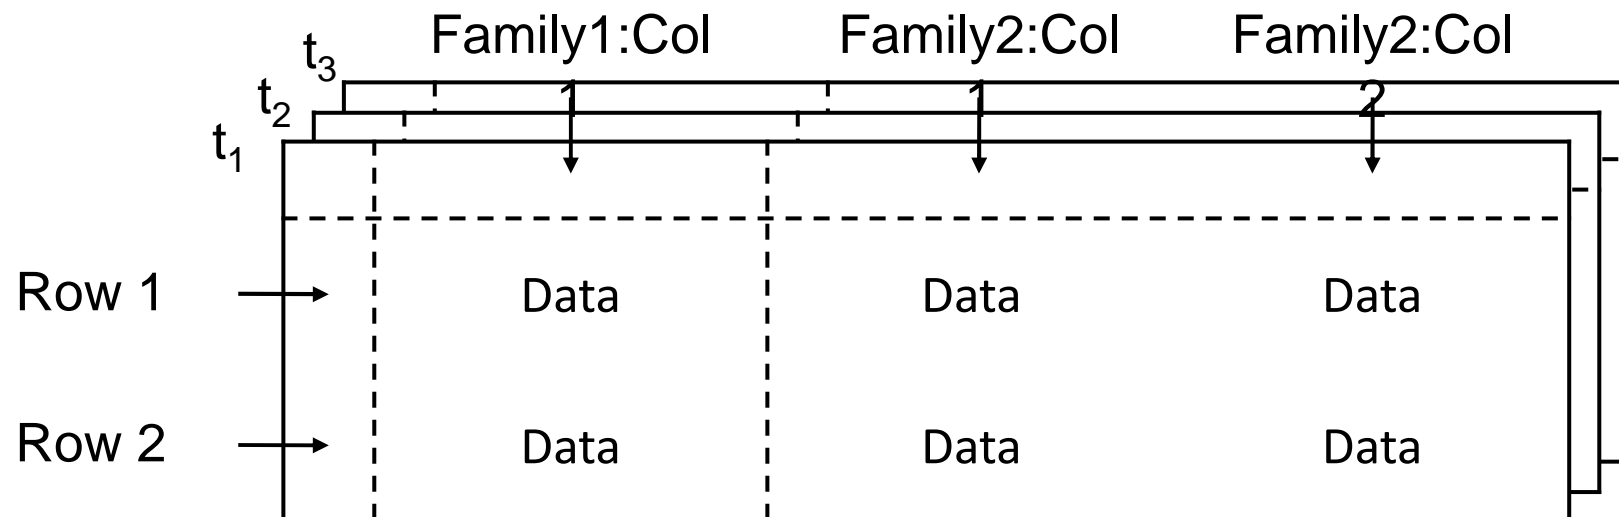 Family1:Col Family2:Col Family2:Col
1 1 2
t3
t2
t1
Row 1 Data Data Data
Row 2 Data Data Data